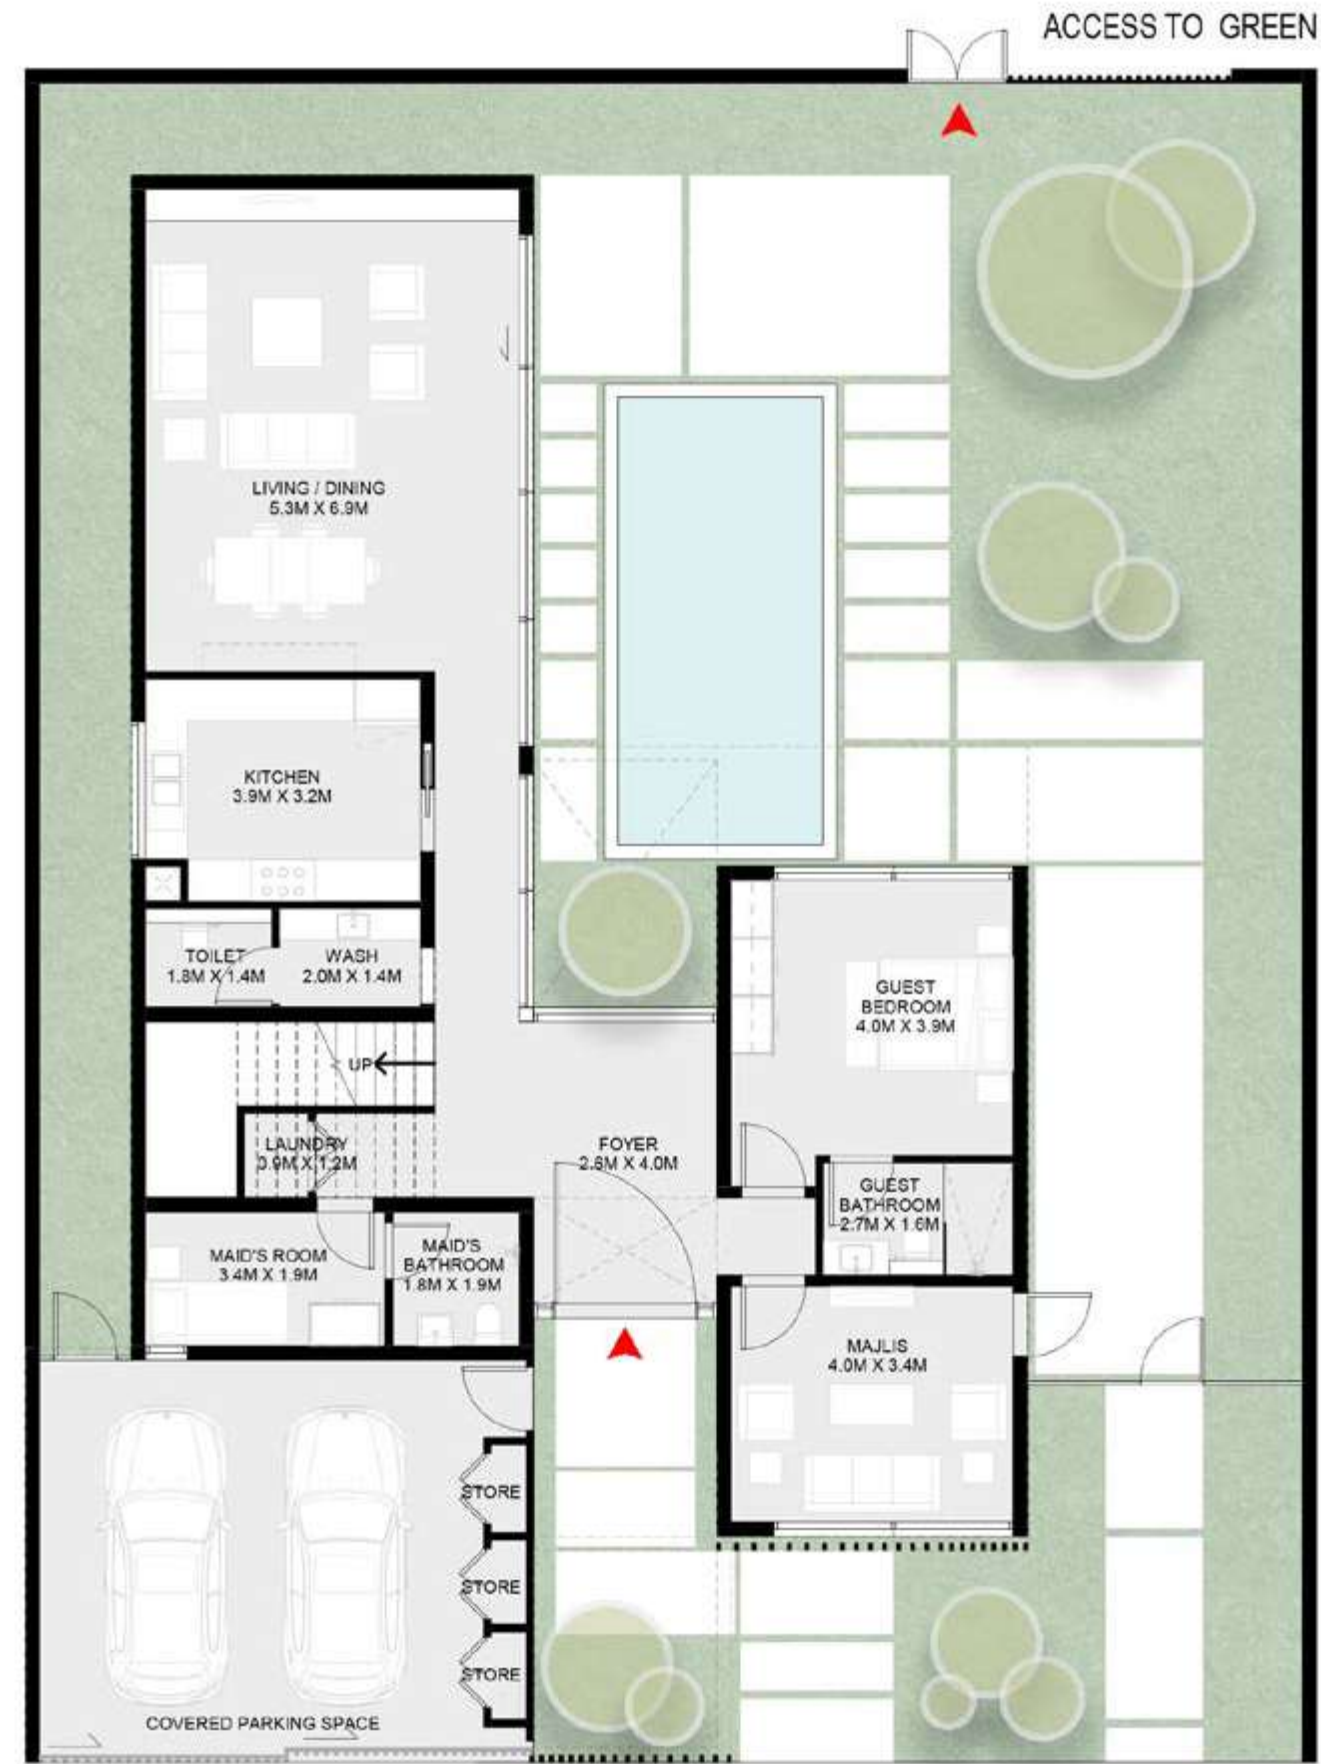 ACCESS TO GREEN
LIVING / DINING
5.3M X 6.9M
KITCHEN
3.9M X 3.2M
TOILET
1.8M X 1.4M
WASH
2.0M X 1.4M
GUEST
BEDROOM
4.0M X 3.9M
UP
LAUNDRY
0.9M X 1.2M
FOYER
2.8M X 4.0M
GUEST
BATHROOM
2.7M X 1.6M
MAID'S ROOM
3.4M X 1.9M
MAID'S
BATHROOM
1.8M X 1.9M
MAJLIS
4.0M X 3.4M
STORE
STORE
STORE
COVERED PARKING SPACE